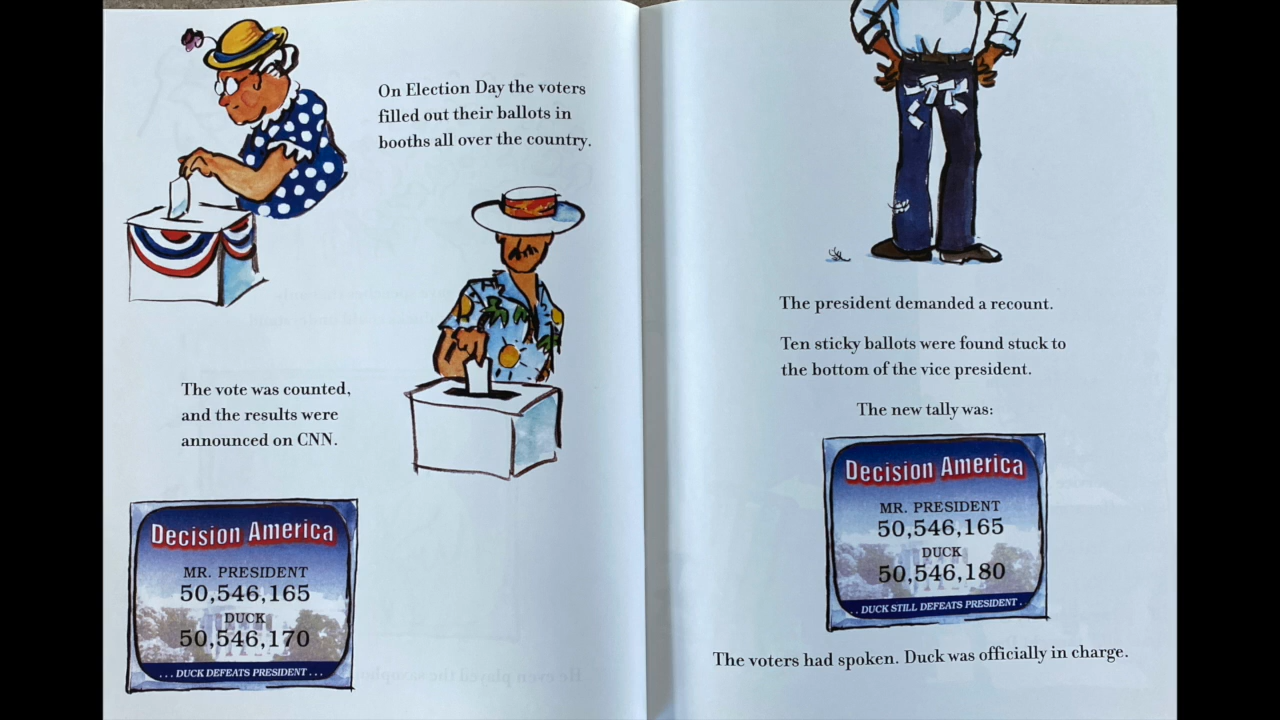 On Election Day the voters
filled out their ballots in
booths all over the country.
The vote was counted,
and the results were
announced on CNN.
Decision America
MR. PRESIDENT
50,546,165
DUCK
50,546,170
. . . DUCK DEFEATS PRESIDENT . . .
The president demanded a recount.
Ten sticky ballots were found stuck to
the bottom of the vice president.
The new tally was:
Decision America
MR. PRESIDENT
50,546,165
DUCK
50,546,180
. . DUCK STILL DEFEATS PRESIDENT .
The voters had spoken. Duck was officially in charge.